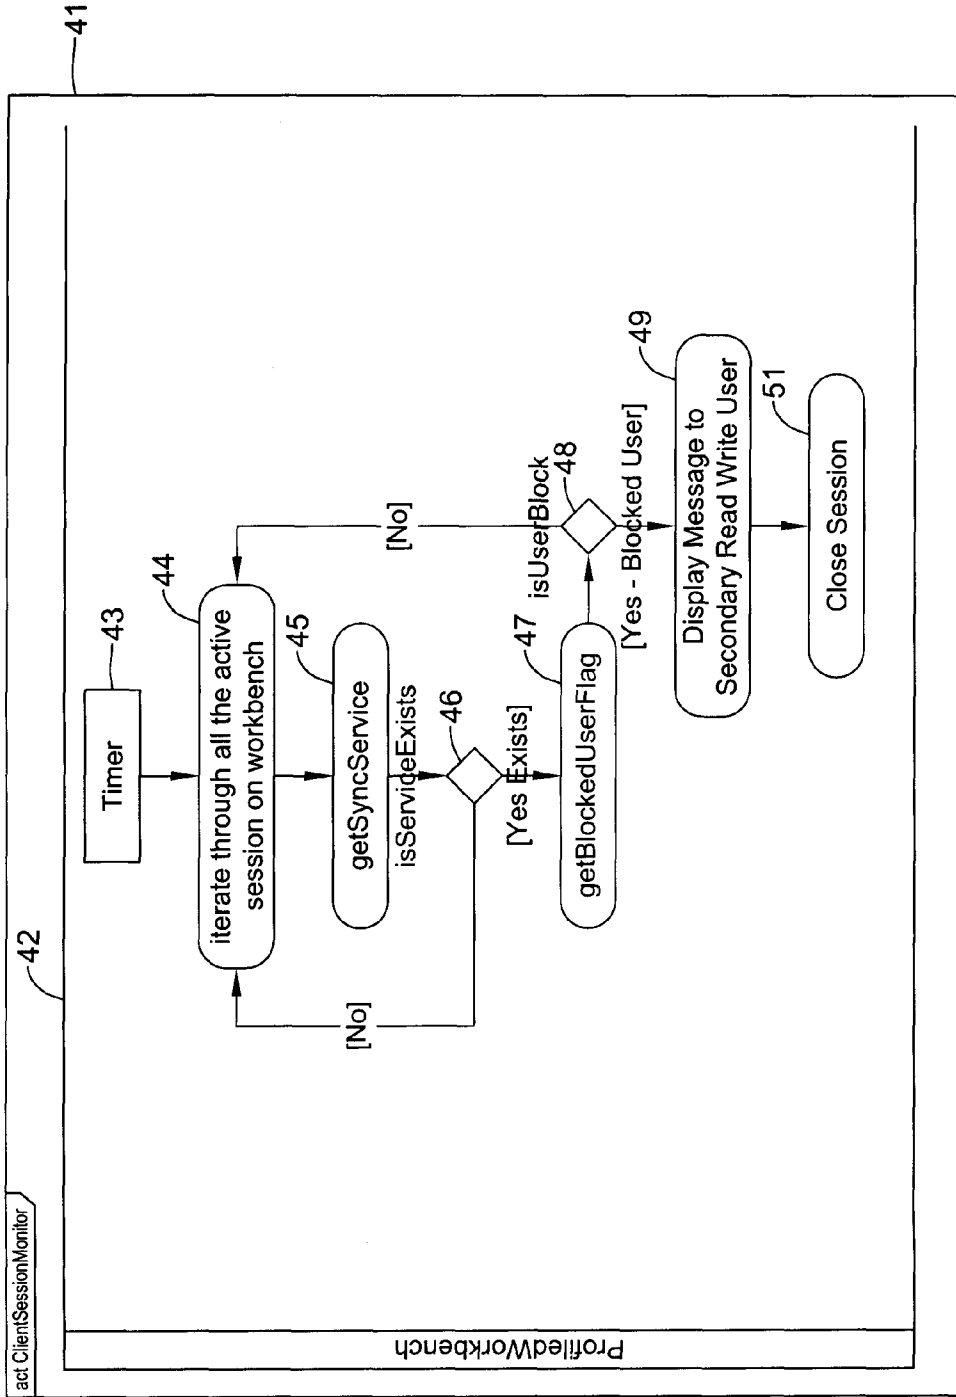 act ClientSessionMonitor
41
42
ProfiledWorkbench
43
Timer
44
iterate through all the active
session on workbench
45
getSyncService
isServiceExists
46
[No]
[Yes Exists]
47
getBlockedUserFlag
isUserBlock
48
[No]
[Yes - Blocked User]
49
Display Message to
Secondary Read Write User
51
Close Session